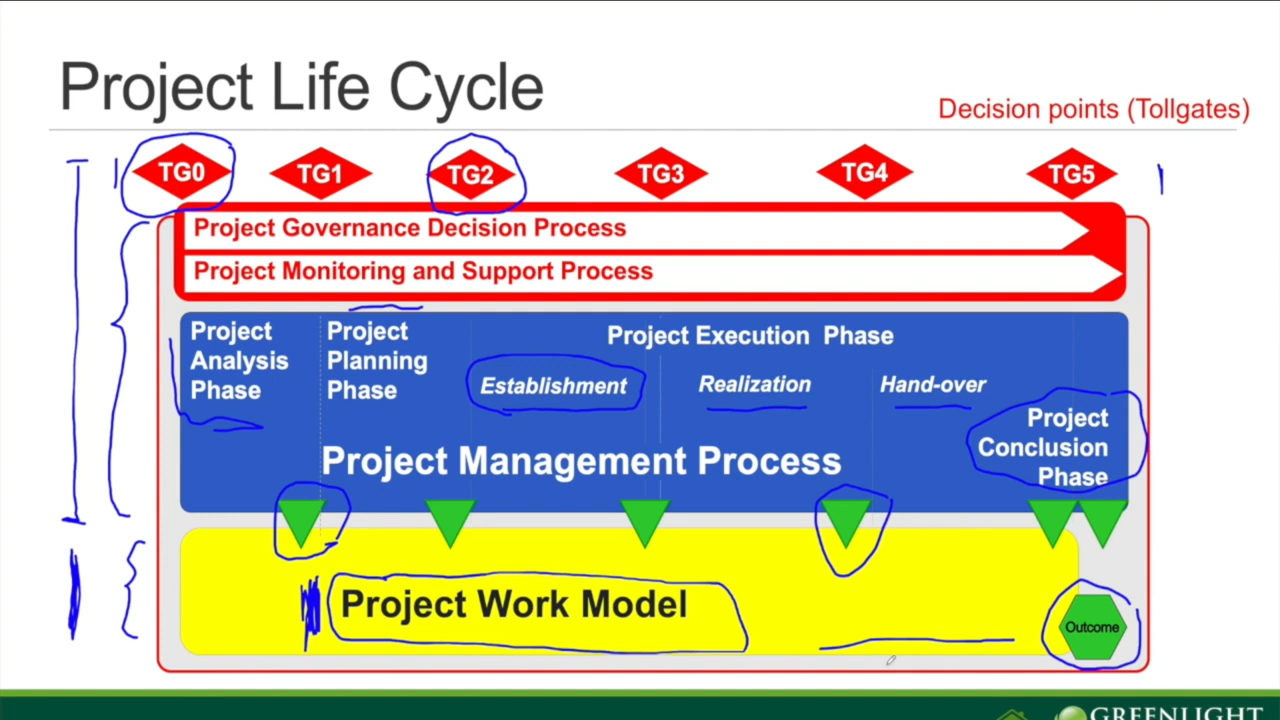 Project Life Cycle
Decision points (Tollgates)
TG0 TG1 TG2 TG3 TG4 TG5
Project Governance Decision Process
Project Monitoring and Support Process
Project
Analysis
Phase
Project
Planning
Phase
Project Execution Phase
Establishment
Realization
Hand-over
Project
Conclusion
Phase
Project Management Process
Project Work Model
Outcome
GREENLIGHT